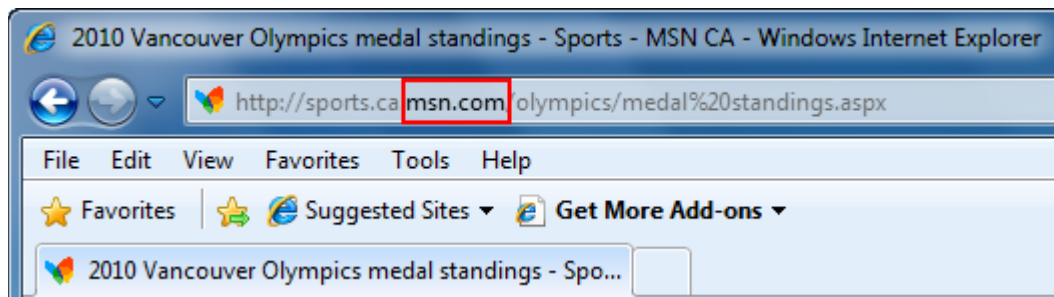 2010 Vancouver Olympics medal standings - Sports - MSN CA - Windows Internet Explorer
http://sports.ca.msn.com/olympics/medal%20standings.aspx
File Edit View Favorites Tools Help
Favorites Suggested Sites Get More Add-ons
2010 Vancouver Olympics medal standings - Spo...